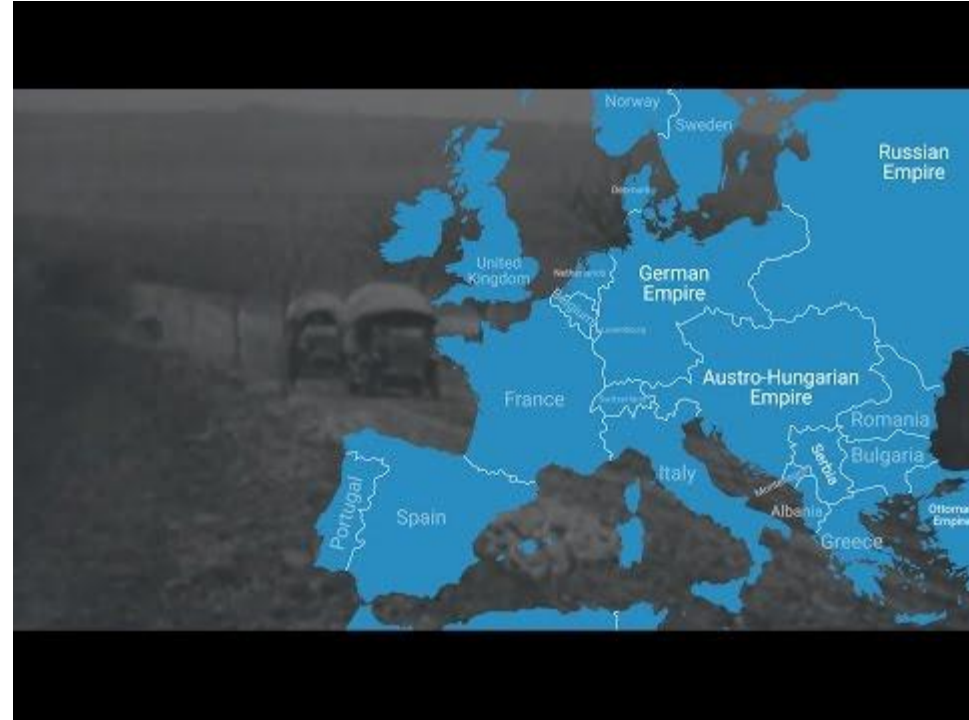 Norway
Sweden
Russian
Empire
Denmark
United
Kingdom
Netherlands
German
Empire
Belgium
Luxembourg
Austro-Hungarian
Empire
France
Switzerland
Romania
Bulgaria
Serbia
Italy
Albania
Portugal
Spain
Greece
Empire